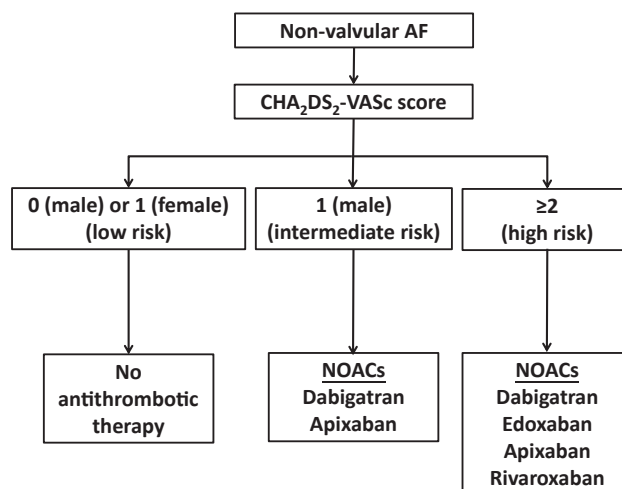 Non-valvular AF
CHA₂DS₂-VASc score
0 (male) or 1 (female)
(low risk)
1 (male)
(intermediate risk)
≥2
(high risk)
No
antithrombotic
therapy
NOACs
Dabigatran
Apixaban
NOACs
Dabigatran
Edoxaban
Apixaban
Rivaroxaban